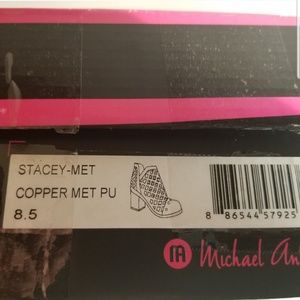 STACEY-MET
COPPER MET PU
8.5
8 86544 57925
Michael An